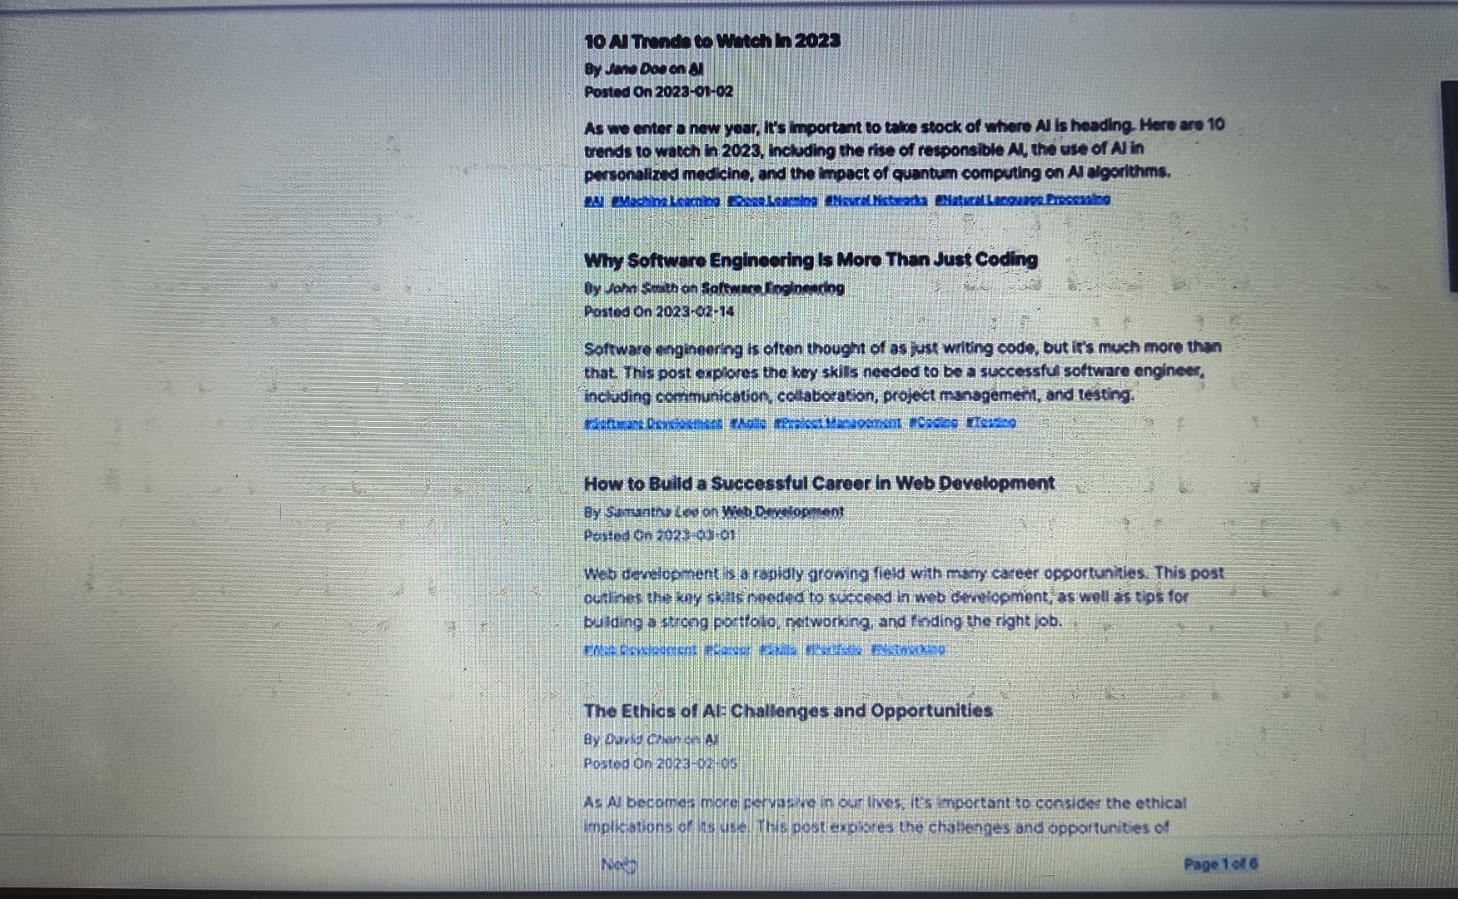 10 AI Trends to Watch in 2023
By Jane Doe on AI
Posted On 2023-01-02
As we enter a new year, it's important to take stock of where AI is heading. Here are 10
trends to watch in 2023, including the rise of responsible AI, the use of AI in
personalized medicine, and the impact of quantum computing on AI algorithms.
#AI #Machine Learning #Deep Learning #Neural Networks #Natural Language Processing
Why Software Engineering Is More Than Just Coding
By John Smith on Software Engineering
Posted On 2023-02-14
Software engineering is often thought of as just writing code, but it's much more than
that. This post explores the key skills needed to be a successful software engineer,
including communication, collaboration, project management, and testing.
#Software Development #Agile #Project Management #Coding #Testing
How to Build a Successful Career in Web Development
By Samantha Lee on Web Development
Posted On 2023-03-01
Web development is a rapidly growing field with many career opportunities. This post
outlines the key skills needed to succeed in web development, as well as tips for
building a strong portfolio, networking, and finding the right job.
#Web Development #Career #Skills #Portfolio #Networking
The Ethics of AI: Challenges and Opportunities
By David Chen on AI
Posted On 2023-02-05
As AI becomes more pervasive in our lives, it's important to consider the ethical
implications of its use. This post explores the challenges and opportunities of
Next
Page 1 of 6